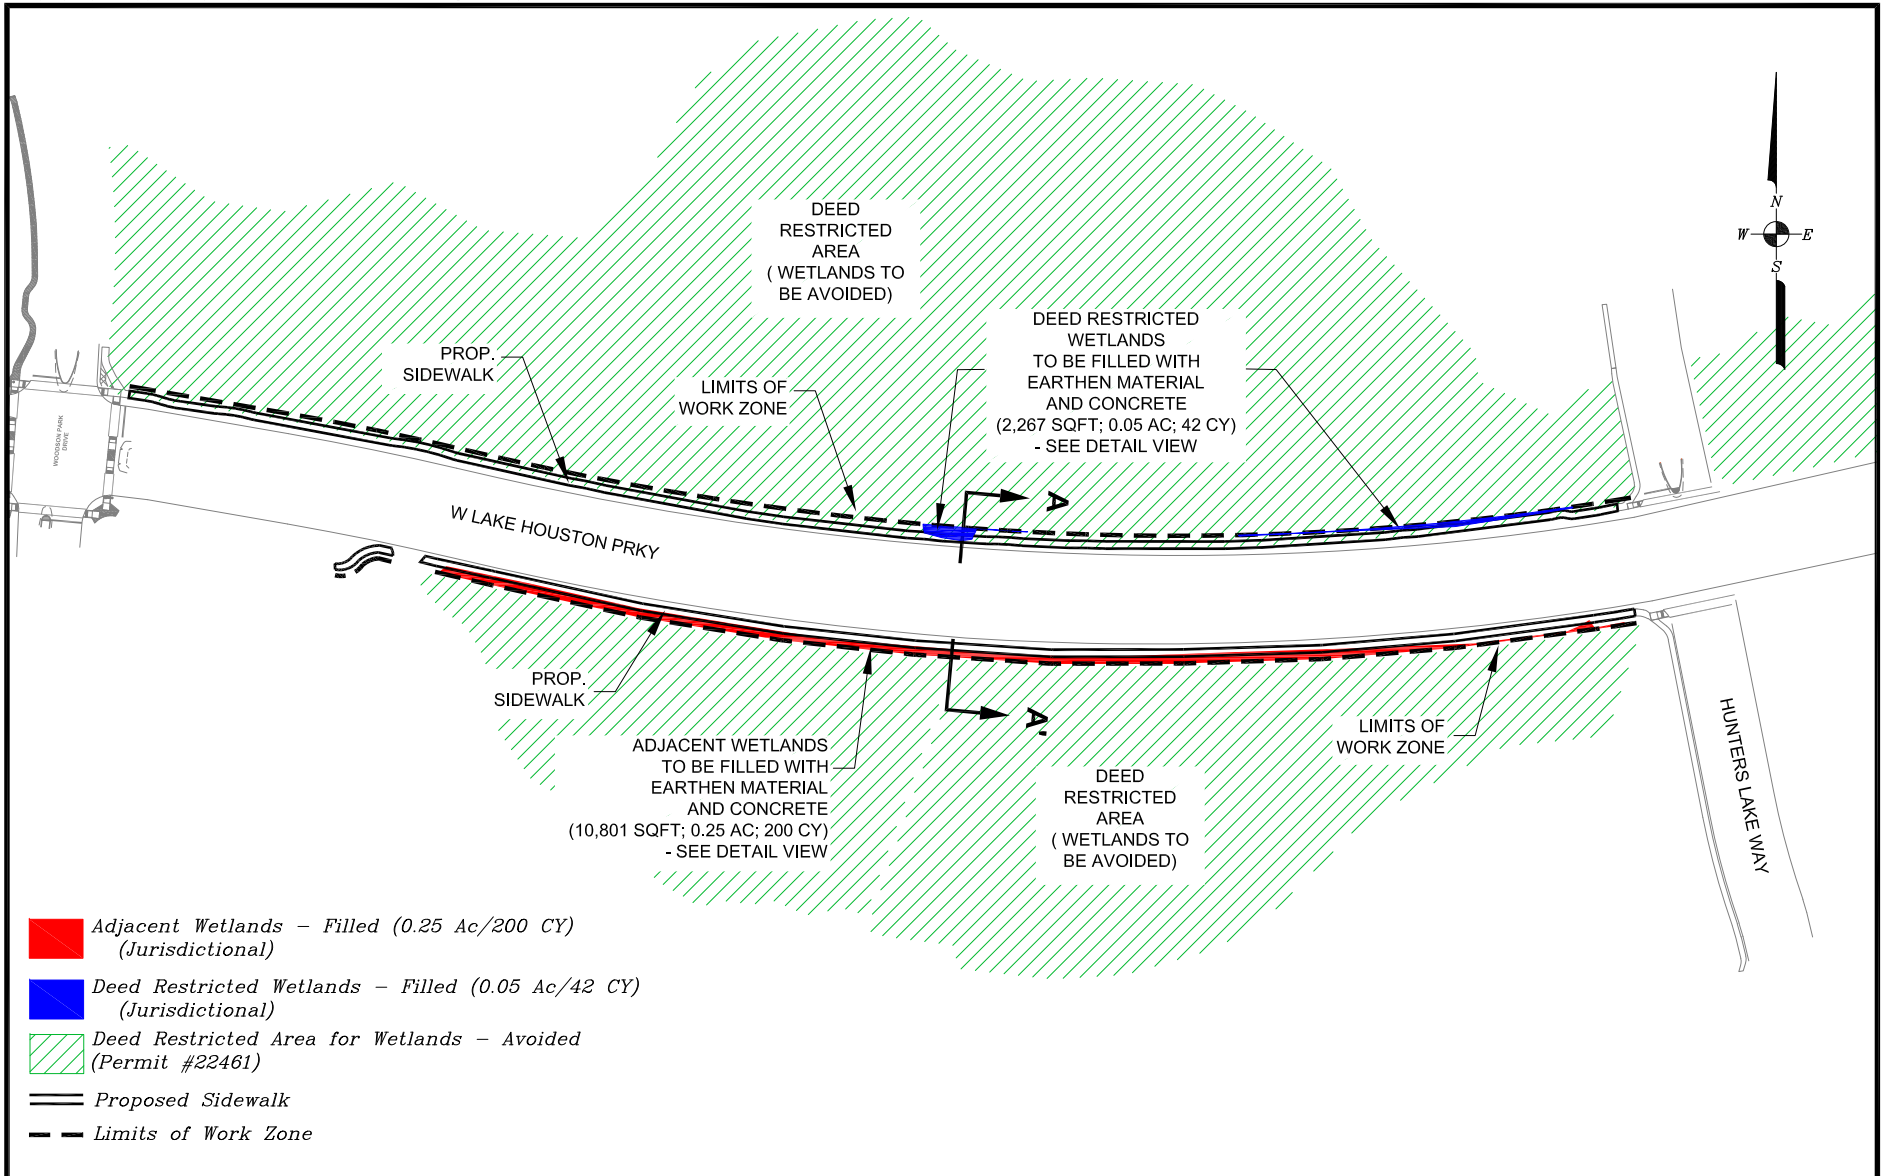 DEED
RESTRICTED
AREA
( WETLANDS TO
BE AVOIDED)
N
W
E
S
DEED RESTRICTED
WETLANDS
TO BE FILLED WITH
EARTHEN MATERIAL
AND CONCRETE
(2,267 SQFT; 0.05 AC; 42 CY)
- SEE DETAIL VIEW
PROP.
SIDEWALK
LIMITS OF
WORK ZONE
WOODSON PARK
DRIVE
A
W LAKE HOUSTON PRKY
PROP.
SIDEWALK
A'
LIMITS OF
WORK ZONE
ADJACENT WETLANDS
TO BE FILLED WITH
EARTHEN MATERIAL
AND CONCRETE
(10,801 SQFT; 0.25 AC; 200 CY)
- SEE DETAIL VIEW
DEED
RESTRICTED
AREA
( WETLANDS TO
BE AVOIDED)
HUNTERS LAKE WAY
Adjacent Wetlands - Filled (0.25 Ac/200 CY)
(Jurisdictional)
Deed Restricted Wetlands - Filled (0.05 Ac/42 CY)
(Jurisdictional)
Deed Restricted Area for Wetlands - Avoided
(Permit #22461)
Proposed Sidewalk
Limits of Work Zone